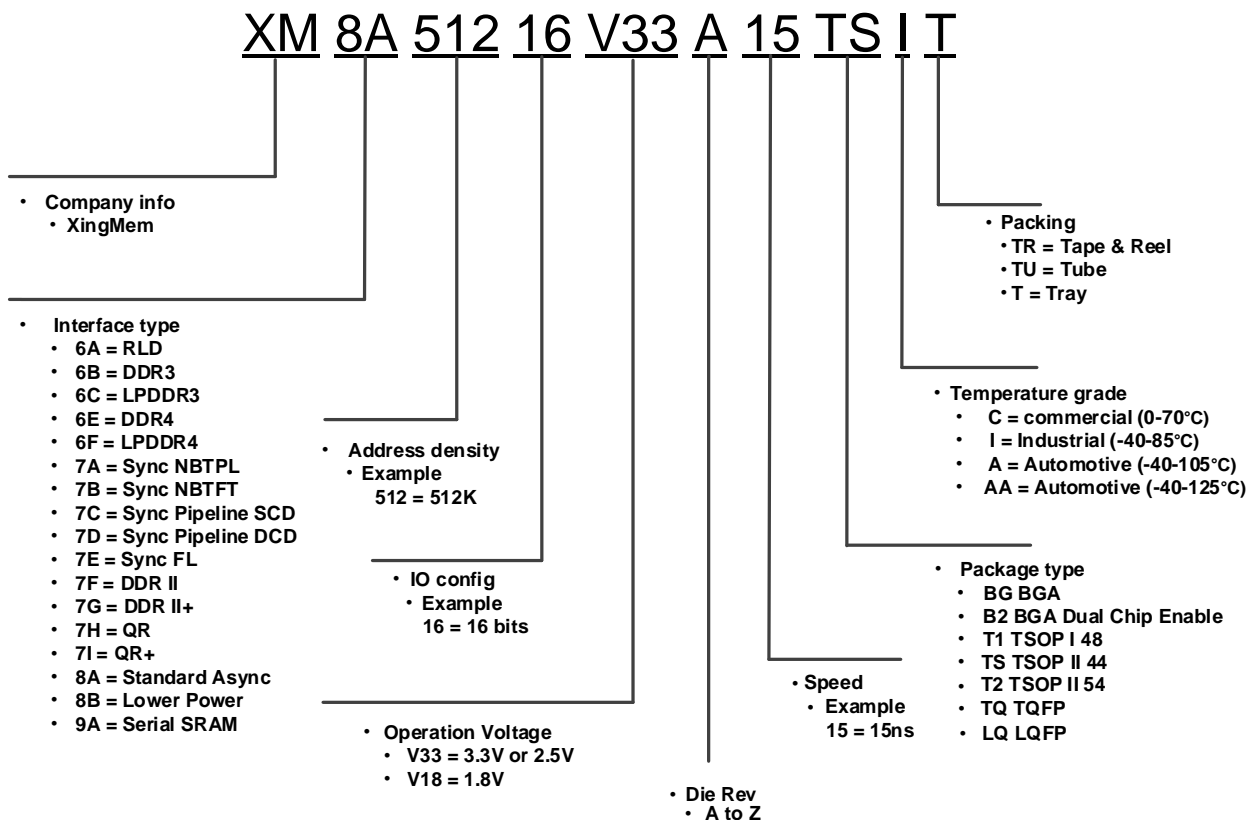 XM 8A 512 16 V33 A 15 TS I T
• Company info
• XingMem
• Interface type
• 6A = RLD
• 6B = DDR3
• 6C = LPDDR3
• 6E = DDR4
• 6F = LPDDR4
• 7A = Sync NBTPL
• 7B = Sync NBTFT
• 7C = Sync Pipeline SCD
• 7D = Sync Pipeline DCD
• 7E = Sync FL
• 7F = DDR II
• 7G = DDR II+
• 7H = QR
• 7I = QR+
• 8A = Standard Async
• 8B = Lower Power
• 9A = Serial SRAM
• Address density
• Example
512 = 512K
• IO config
• Example
16 = 16 bits
• Operation Voltage
• V33 = 3.3V or 2.5V
• V18 = 1.8V
• Die Rev
• A to Z
• Speed
• Example
15 = 15ns
• Package type
• BG BGA
• B2 BGA Dual Chip Enable
• T1 TSOP I 48
• TS TSOP II 44
• T2 TSOP II 54
• TQ TQFP
• LQ LQFP
• Temperature grade
• C = commercial (0-70°C)
• I = Industrial (-40-85°C)
• A = Automotive (-40-105°C)
• AA = Automotive (-40-125°C)
• Packing
• TR = Tape & Reel
• TU = Tube
• T = Tray